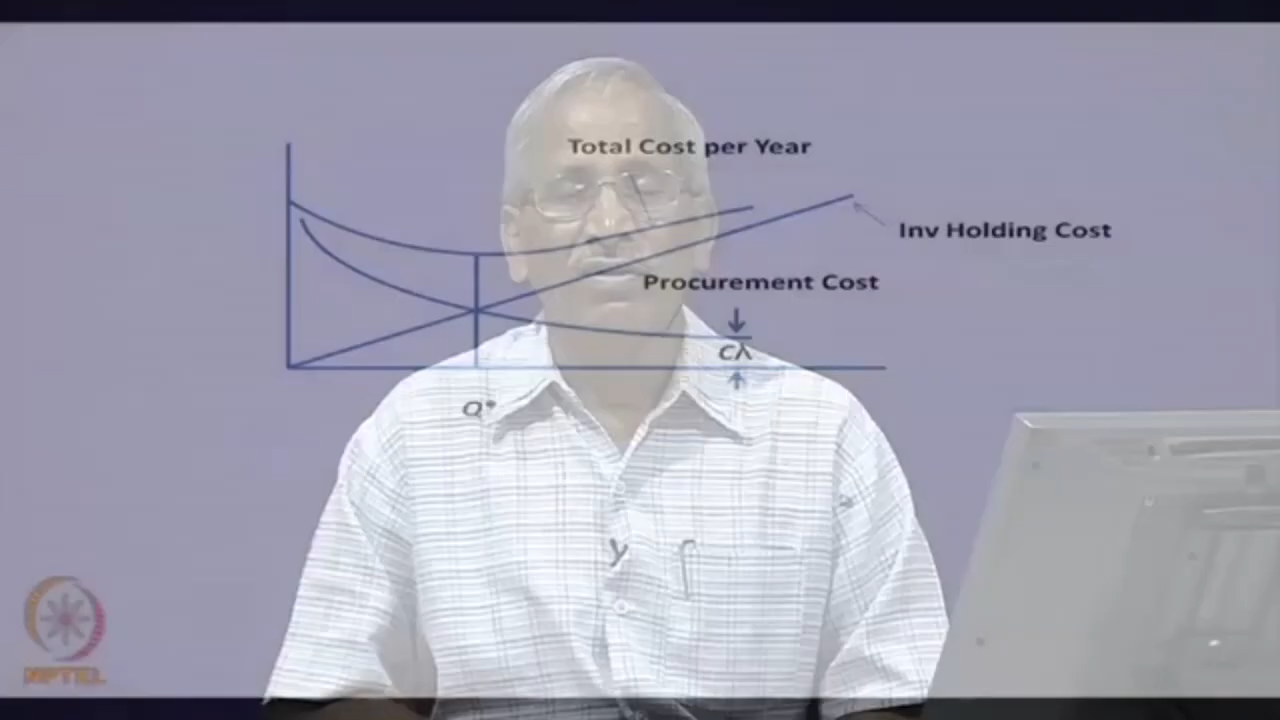 Total Cost per Year
Inv Holding Cost
Procurement Cost
Cλ
Q*
NPTEL